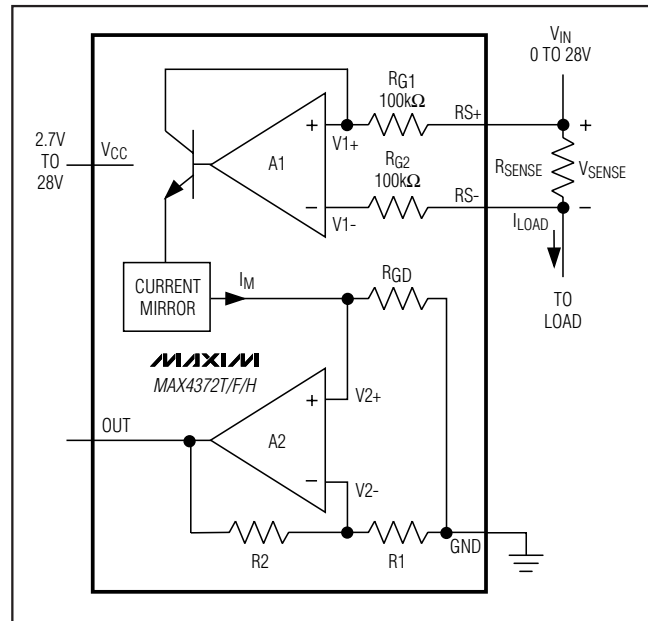 V_IN
0 TO 28V
R_G1
100kΩ
RS+
+
V1+
A1
2.7V
TO
28V
V_CC
R_G2
100kΩ
R_SENSE
V_SENSE
−
V1-
RS-
I_LOAD
−
CURRENT
MIRROR
I_M
R_GD
TO
LOAD
MAXIM
MAX4372T/F/H
+
V2+
OUT
A2
−
V2-
R2
R1
GND
+